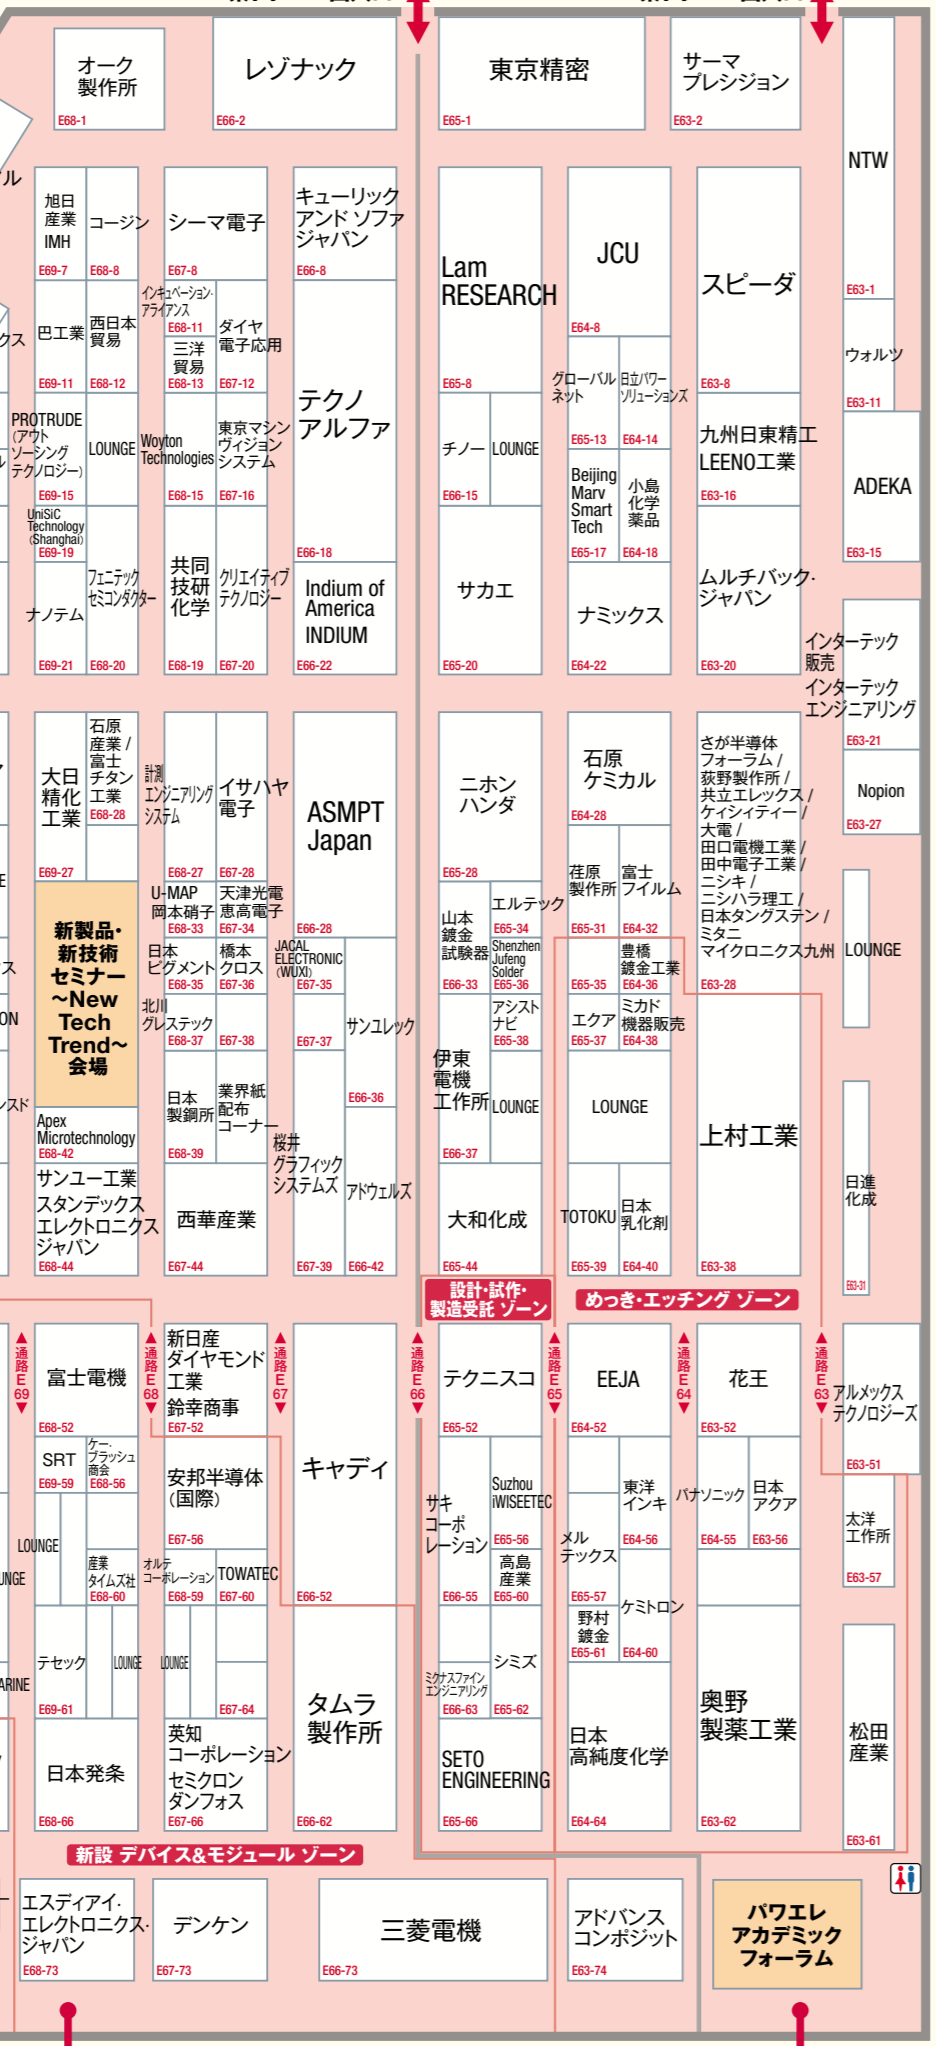 オーク
製作所
E68-1
レゾナック
E66-2
東京精密
E65-1
サーマ
プレシジョン
E63-2
NTW
E63-1
旭日
産業
IMH
E69-7
コージン
E68-8
シーマ電子
E67-8
キューリック
アンド ソファ
ジャパン
E66-8
Lam
RESEARCH
E65-8
JCU
E64-8
スピーダ
E63-8
巴工業
E69-11
西日本
貿易
E68-12
インキュベーション・
アライアンス
E68-11
三洋
貿易
E68-13
ダイヤ
電子応用
E67-12
テクノ
アルファ
E66-18
グローバル
ネット
E65-13
日立パワー
ソリューションズ
E64-14
ウォルツ
E63-11
PROTRUDE
(アウト
ソーシング
テクノロジー)
E69-15
LOUNGE
Woyton
Technologies
E68-15
東京マシン
ヴィジョン
システム
E67-16
チノー
E66-15
LOUNGE
Beijing
Marv
Smart
Tech
E65-17
小島
化学
薬品
E64-18
九州日東精工
LEENO工業
E63-16
ADEKA
E63-15
UniSiC
Technology
(Shanghai)
E69-19
ナノテム
E69-21
フェニテック
セミコンダクター
E68-20
共同
技研
化学
E68-19
クリエイティブ
テクノロジー
E67-20
Indium of
America
INDIUM
E66-22
サカエ
E65-20
ナミックス
E64-22
ムルチバック・
ジャパン
E63-20
インターテック
販売
インターテック
エンジニアリング
E63-21
大日
精化
工業
E69-27
石原
産業 /
富士
チタン
工業
E68-28
計測
エンジニアリング
システム
E68-27
イサハヤ
電子
E67-28
ASMPT
Japan
E66-28
ニホン
ハンダ
E65-28
石原
ケミカル
E64-28
さが半導体
フォーラム /
荻野製作所 /
共立エレックス /
ケイシイティー /
大電 /
田口電機工業 /
田中電子工業 /
ニシキ /
ニシハラ理工 /
日本タングステン /
ミタニ
マイクロニクス九州
E63-28
Nopion
E63-27
新製品・
新技術
セミナー
～New
Tech
Trend～
会場
U-MAP
岡本硝子
E68-33
天津光電
恵高電子
E67-34
日本
ピグメント
E68-35
橋本
クロス
E67-36
JACAL
ELECTRONIC
(WUXI)
E67-35
山本
鍍金
試験器
E66-33
エルテック
E65-34
Shenzhen
Jufeng
Solder
E65-36
荏原
製作所
E65-31
富士
フイルム
E64-32
E65-35
豊橋
鍍金工業
E64-36
LOUNGE
北川
グレステック
E68-37
E67-38
E67-37
サンユレック
E66-36
アシスト
ナビ
E65-38
エクア
E65-37
ミカド
機器販売
E64-38
日本
製鋼所
E68-39
業界紙
配布
コーナー
伊東
電機
工作所
E66-37
LOUNGE
LOUNGE
上村工業
E63-38
Apex
Microtechnology
E68-42
サンユー工業
スタンデックス
エレクトロニクス
ジャパン
E68-44
西華産業
E67-44
桜井
グラフィック
システムズ
E67-39
アドウェルズ
E66-42
大和化成
E65-44
TOTOKU
E65-39
日本
乳化剤
E64-40
日進
化成
E63-31
設計・試作・
製造受託 ゾーン
めっき・エッチング ゾーン
通路E69
富士電機
E68-52
通路E68
新日産
ダイヤモンド
工業
鈴幸商事
E67-52
通路E67
キャディ
E66-52
通路E66
テクニスコ
E65-52
通路E65
EEJA
E64-52
通路E64
花王
E63-52
通路E63
アルメックス
テクノロジーズ
E63-51
SRT
E69-59
ケー・
ブラッシュ
商会
E68-56
安邦半導体
(国際)
E67-56
サキ
コーポ
レーション
E66-55
Suzhou
iWISEETEC
E65-56
高島
産業
E65-60
メル
テックス
E65-57
東洋
インキ
E64-56
パナソニック
E64-55
日本
アクア
E63-56
太洋
工作所
E63-57
LOUNGE
産業
タイムズ社
E68-60
オルテ
コーポレーション
E68-59
TOWATEC
E67-60
野村
鍍金
E65-61
ケミトロン
E64-60
テセック
E69-61
LOUNGE
LOUNGE
E67-64
タムラ
製作所
E66-62
ミクナスファイン
エンジニアリング
E66-63
シミズ
E65-62
日本
高純度化学
E64-64
奥野
製薬工業
E63-62
松田
産業
E63-61
日本発条
E68-66
英知
コーポレーション
セミクロン
ダンフォス
E67-66
SETO
ENGINEERING
E65-66
新設 デバイス&モジュール ゾーン
エスディアイ・
エレクトロニクス・
ジャパン
E68-73
デンケン
E67-73
三菱電機
E66-73
アドバンス
コンポジット
E63-74
パワエレ
アカデミック
フォーラム